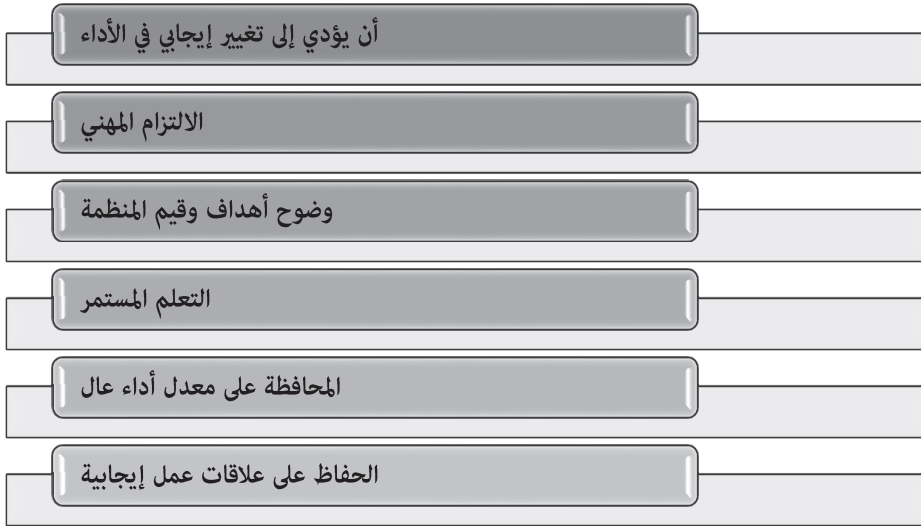 أن يؤدي إلى تغيير إيجابي في الأداء
الالتزام المهني
وضوح أهداف وقيم المنظمة
التعلم المستمر
المحافظة على معدل أداء عال
الحفاظ على علاقات عمل إيجابية